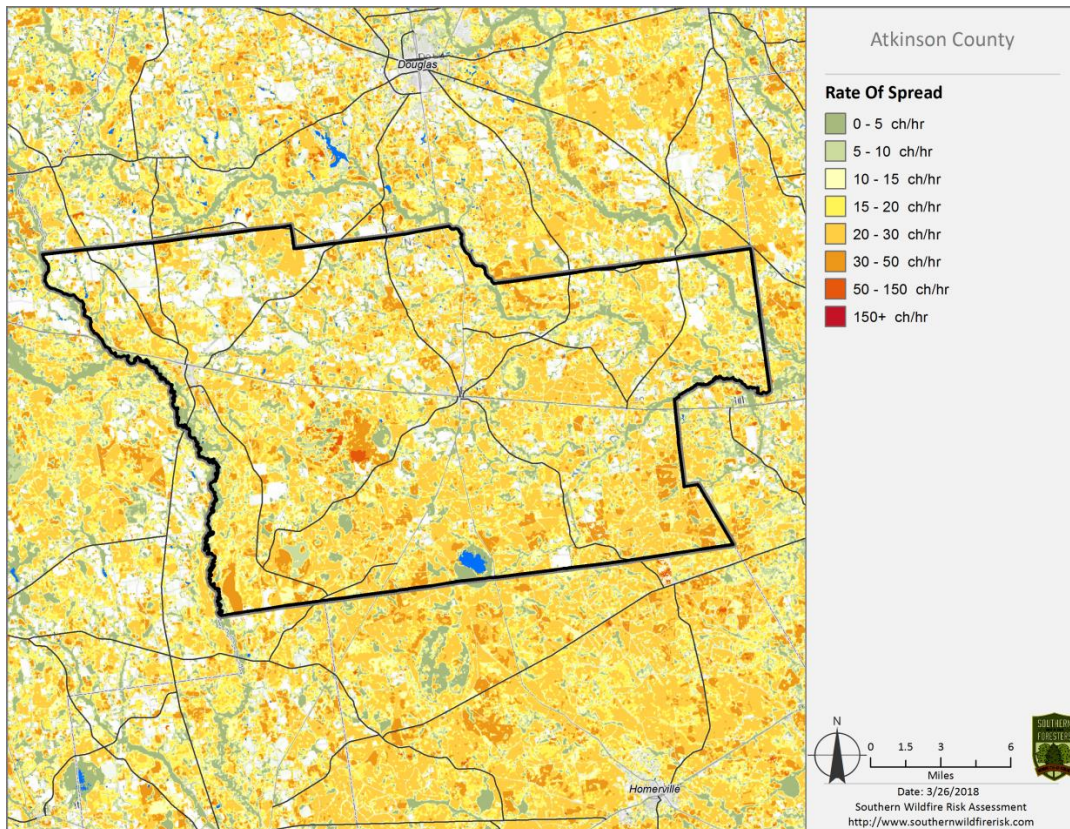 Atkinson County
Rate Of Spread
0 - 5 ch/hr
5 - 10 ch/hr
10 - 15 ch/hr
15 - 20 ch/hr
20 - 30 ch/hr
30 - 50 ch/hr
50 - 150 ch/hr
150+ ch/hr
Douglas
Homerville
N
0 1.5 3 6
Miles
SOUTHERN
FORESTERS
Date: 3/26/2018
Southern Wildfire Risk Assessment
http://www.southernwildfirerisk.com